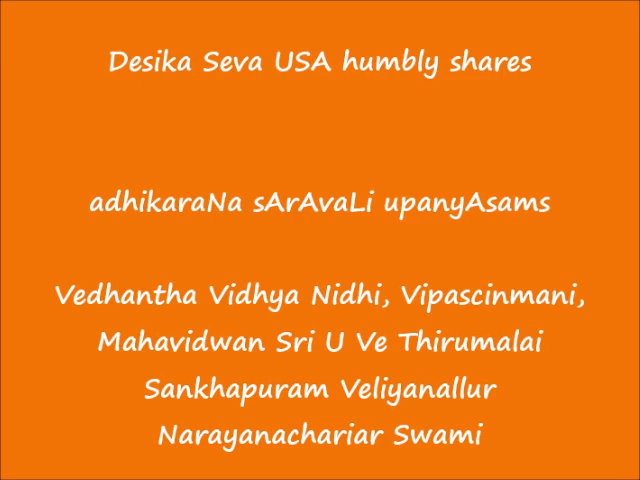 Desika Seva USA humbly shares
adhikaraNa sArAvaLi upanyAsams
Vedhantha Vidhya Nidhi, Vipascinmani,
Mahavidwan Sri U Ve Thirumalai
Sankhapuram Veliyanallur
Narayanachariar Swami